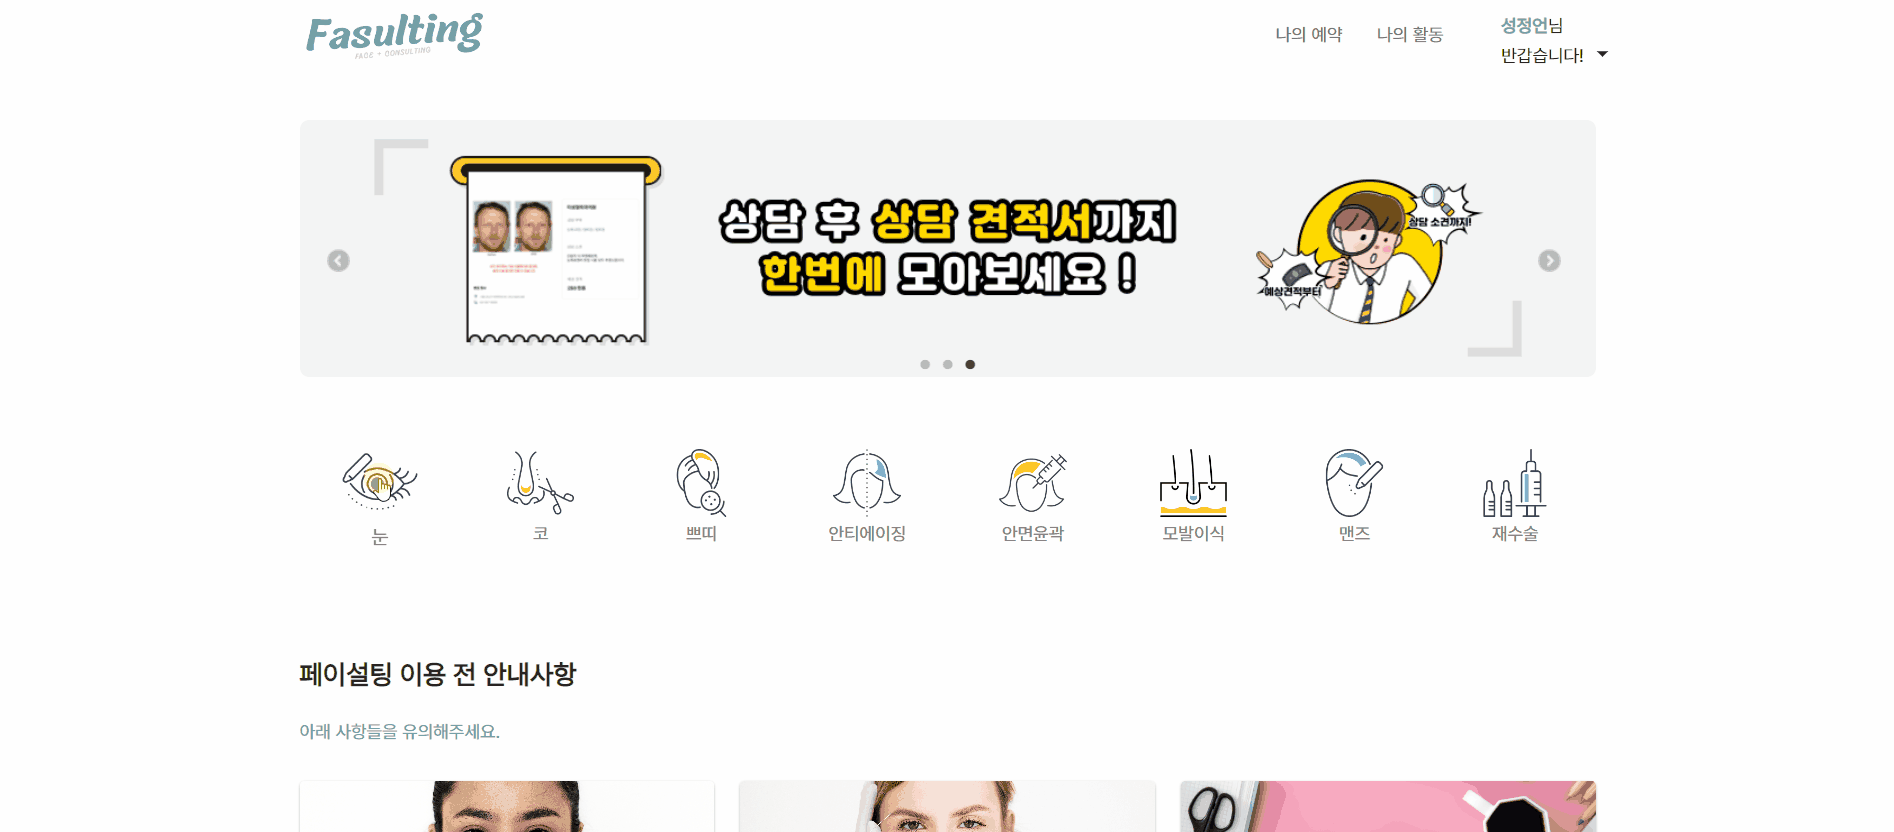 Fasulting
FACE + CONSULTING
나의 예약
나의 활동
성정언님
반갑습니다!
상담 후 상담 견적서까지
한번에 모아보세요 !
상담 소견까지!
예상견적부터
눈
코
쁘띠
안티에이징
안면윤곽
모발이식
맨즈
재수술
페이설팅 이용 전 안내사항
아래 사항들을 유의해주세요.